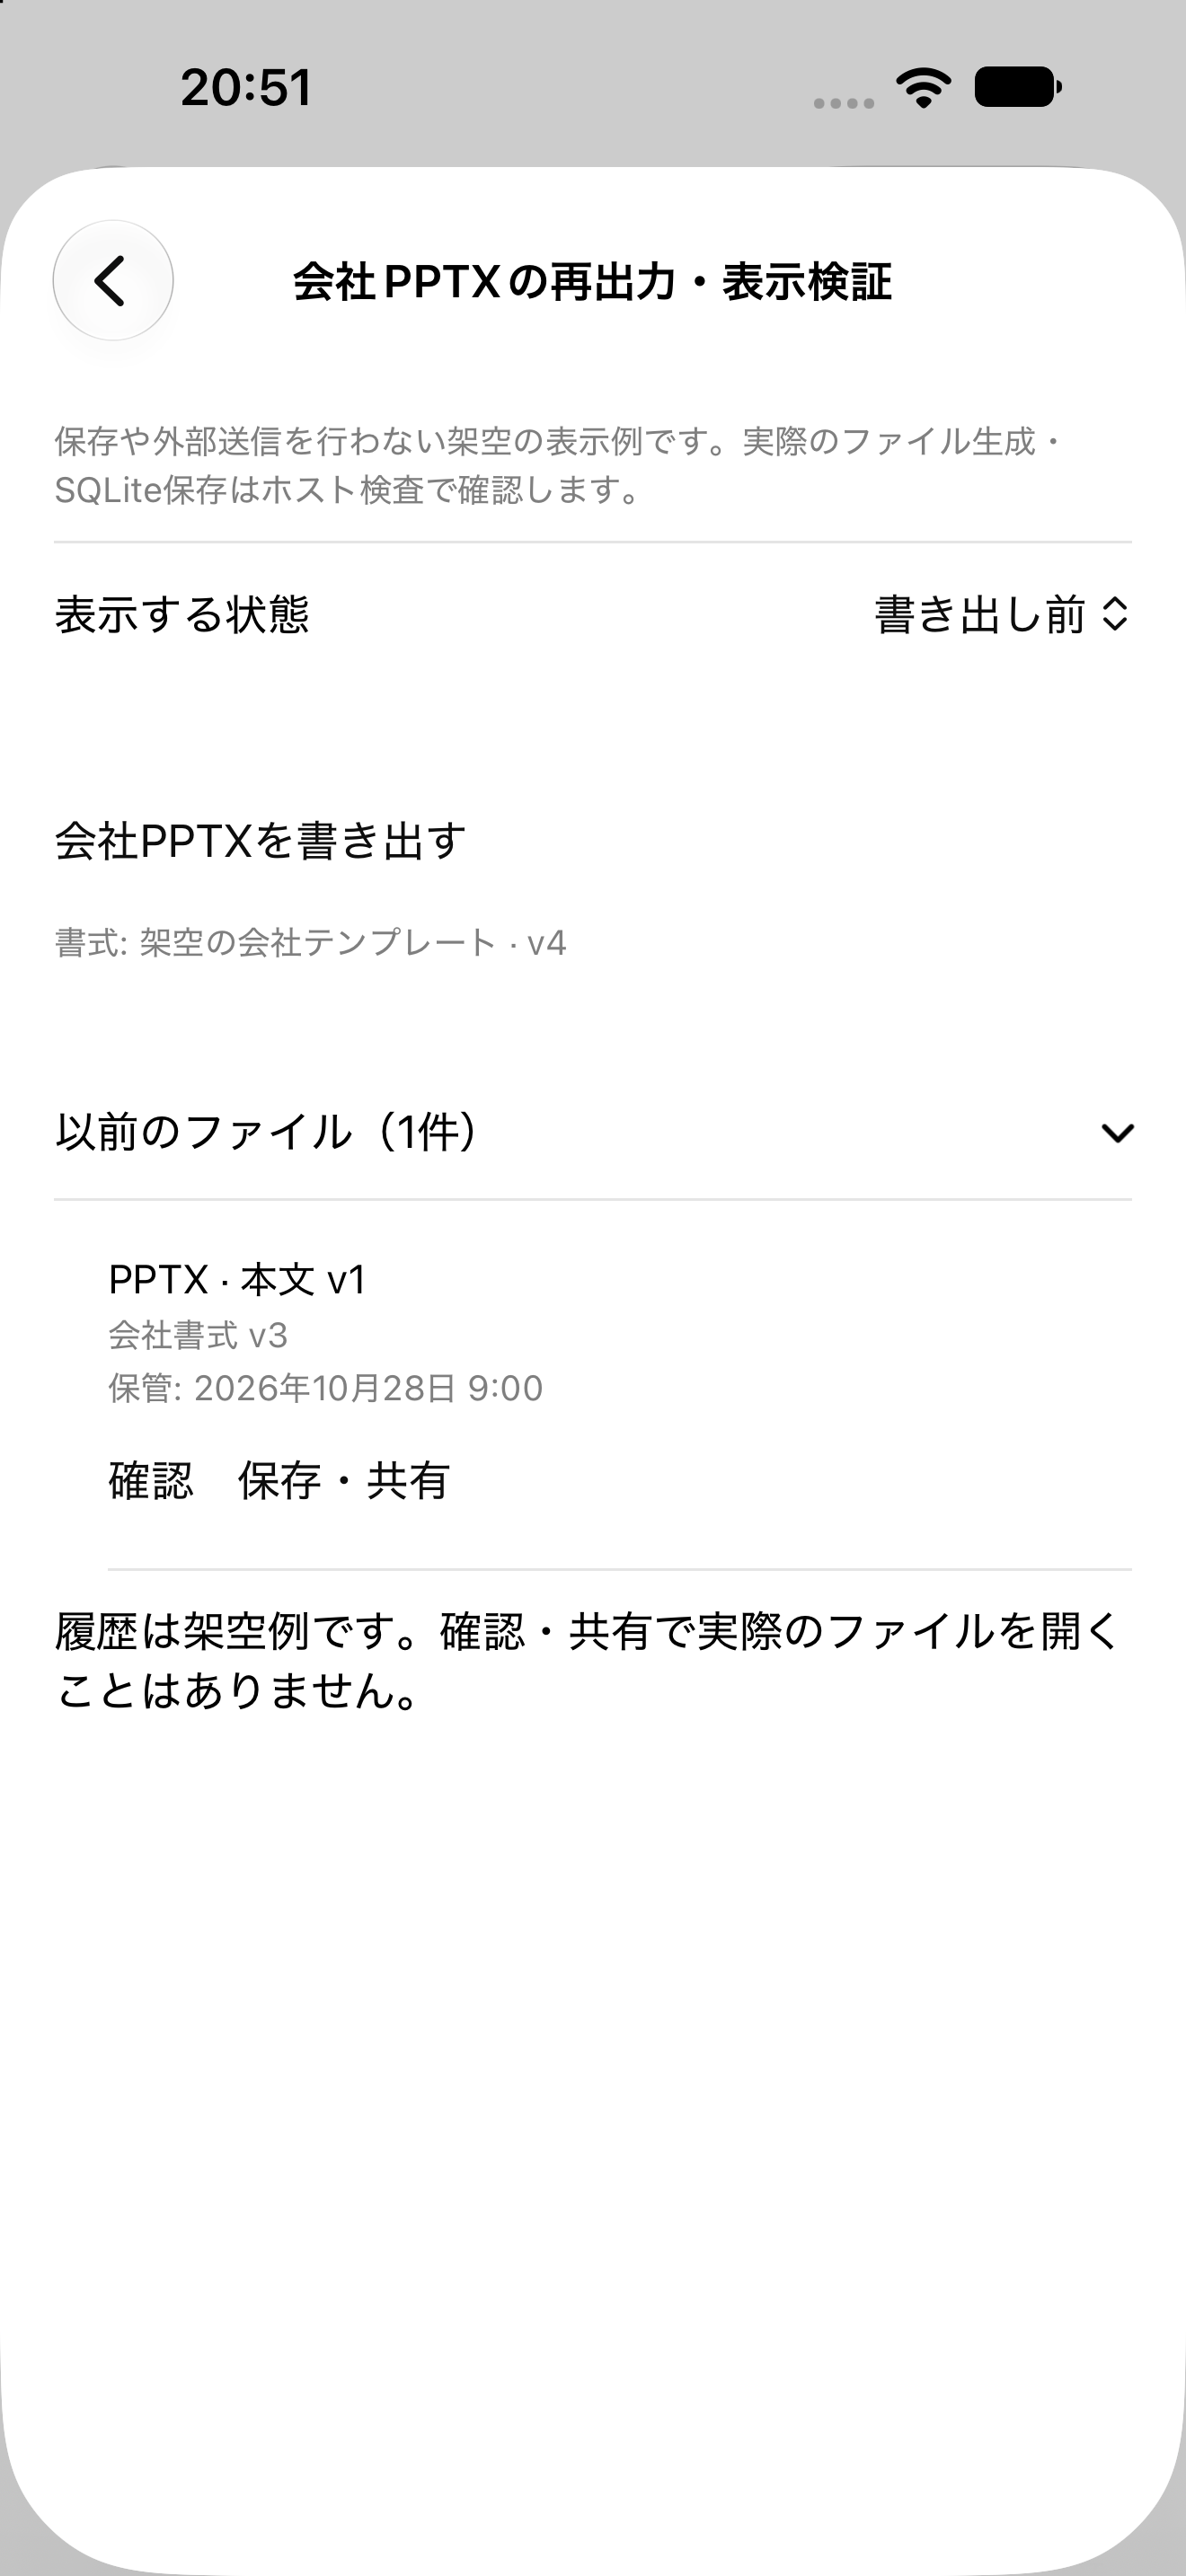 20:51
会社PPTXの再出力・表示検証
保存や外部送信を行わない架空の表示例です。実際のファイル生成・
SQLite保存はホスト検査で確認します。
表示する状態
書き出し前
会社PPTXを書き出す
書式: 架空の会社テンプレート · v4
以前のファイル（1件）
PPTX · 本文 v1
会社書式 v3
保管: 2026年10月28日 9:00
確認　保存・共有
履歴は架空例です。確認・共有で実際のファイルを開く
ことはありません。